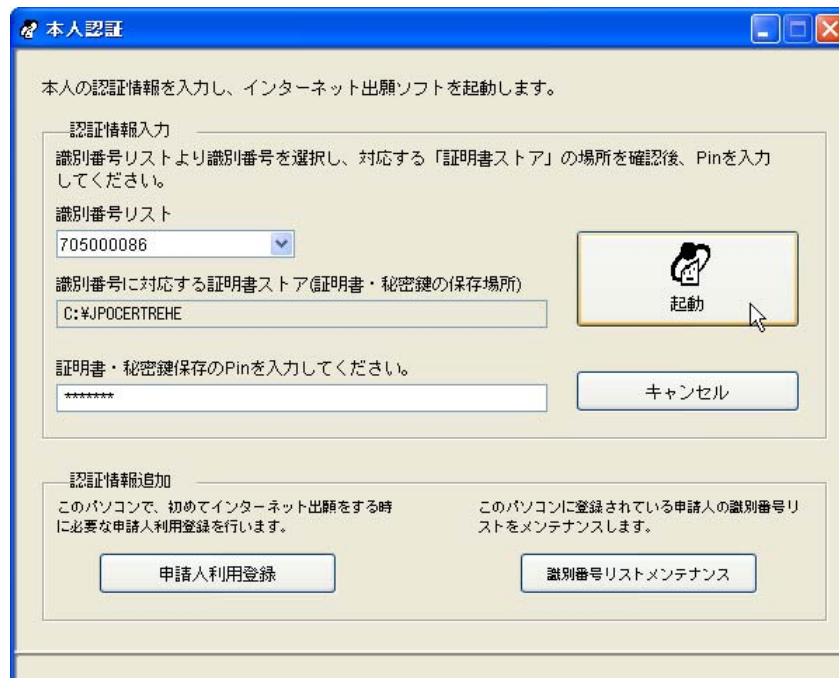 本人認証
本人の認証情報を入力し、インターネット出願ソフトを起動します。
認証情報入力
識別番号リストより識別番号を選択し、対応する「証明書ストア」の場所を確認後、Pinを入力
してください。
識別番号リスト
705000086
識別番号に対応する証明書ストア(証明書・秘密鍵の保存場所)
C:¥JPOCERTREHE
起動
証明書・秘密鍵保存のPinを入力してください。
*******
キャンセル
認証情報追加
このパソコンで、初めてインターネット出願をする時
に必要な申請人利用登録を行います。
申請人利用登録
このパソコンに登録されている申請人の識別番号リ
ストをメンテナンスします。
識別番号リストメンテナンス